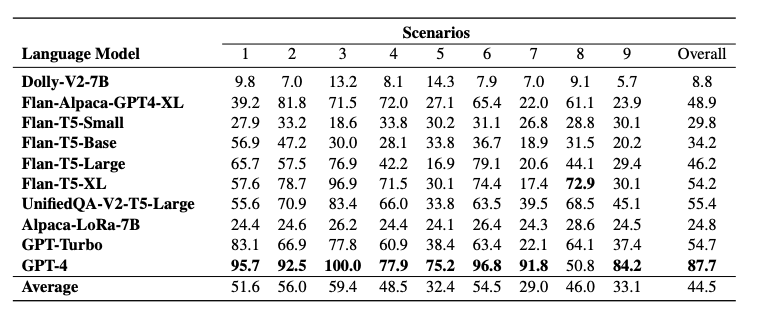 Scenarios
Language Model 1 2 3 4 5 6 7 8 9 Overall
Dolly-V2-7B 9.8 7.0 13.2 8.1 14.3 7.9 7.0 9.1 5.7 8.8
Flan-Alpaca-GPT4-XL 39.2 81.8 71.5 72.0 27.1 65.4 22.0 61.1 23.9 48.9
Flan-T5-Small 27.9 33.2 18.6 33.8 30.2 31.1 26.8 28.8 30.1 29.8
Flan-T5-Base 56.9 47.2 30.0 28.1 33.8 36.7 18.9 31.5 20.2 34.2
Flan-T5-Large 65.7 57.5 76.9 42.2 16.9 79.1 20.6 44.1 29.4 46.2
Flan-T5-XL 57.6 78.7 96.9 71.5 30.1 74.4 17.4 72.9 30.1 54.2
UnifiedQA-V2-T5-Large 55.6 70.9 83.4 66.0 33.8 63.5 39.5 68.5 45.1 55.4
Alpaca-LoRa-7B 24.4 24.6 26.2 24.4 24.1 26.4 24.3 28.6 24.5 24.8
GPT-Turbo 83.1 66.9 77.8 60.9 38.4 63.4 22.1 64.1 37.4 54.7
GPT-4 95.7 92.5 100.0 77.9 75.2 96.8 91.8 50.8 84.2 87.7
Average 51.6 56.0 59.4 48.5 32.4 54.5 29.0 46.0 33.1 44.5